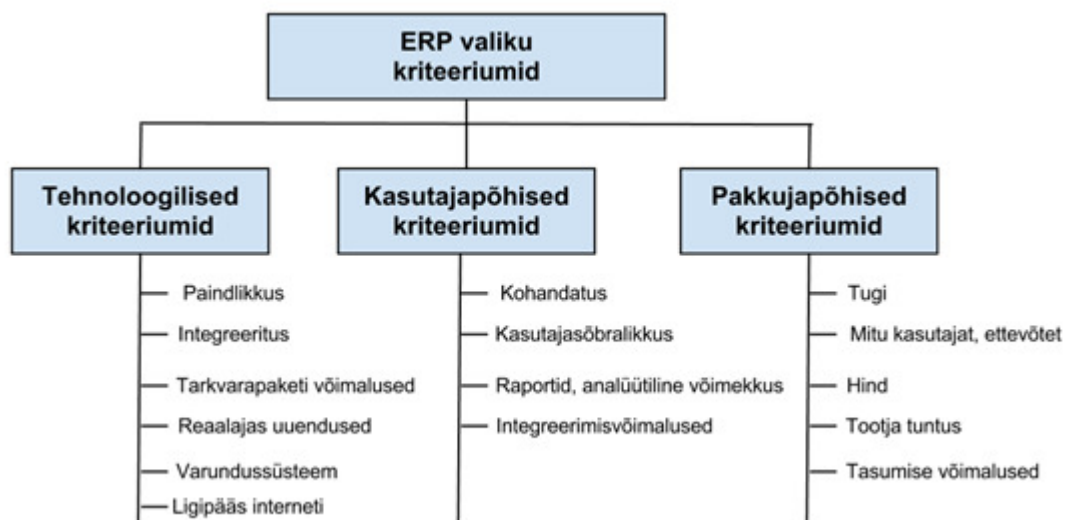 ERP valiku
kriteeriumid
Tehnoloogilised
kriteeriumid
Paindlikkus
Integreeritus
Tarkvarapaketi võimalused
Reaalajas uuendused
Varundussüsteem
Ligipääs interneti
Kasutajapõhised
kriteeriumid
Kohandatus
Kasutajasõbralikkus
Raportid, analüütiline võimekkus
Integreerimisvõimalused
Pakkujapõhised
kriteeriumid
Tugi
Mitu kasutajat, ettevõtet
Hind
Tootja tuntus
Tasumise võimalused